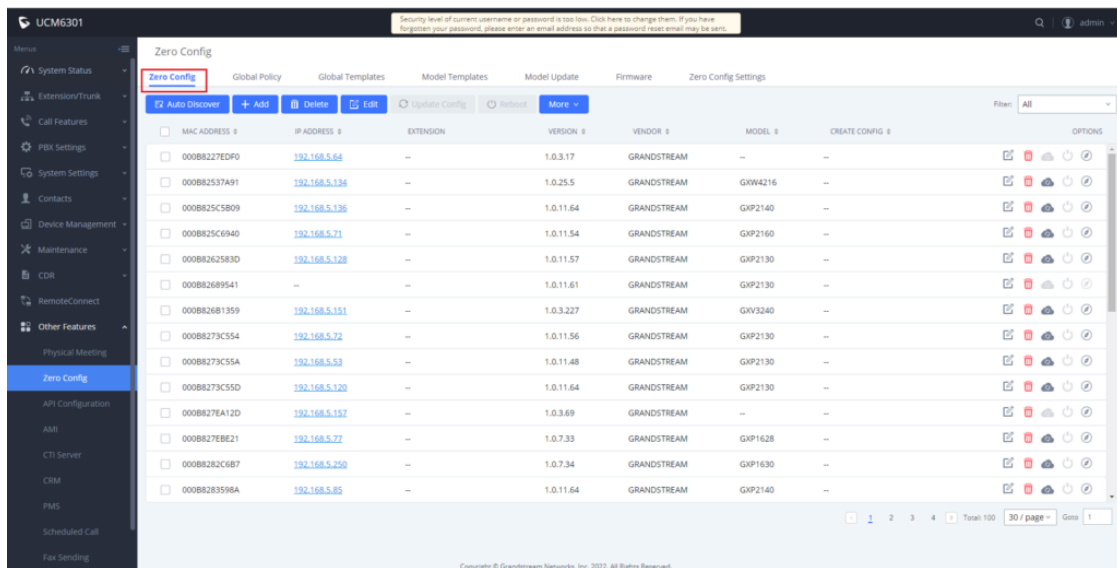 UCM6301
Security level of current username or password is too low. Click here to change them. If you have
forgotten your password, please enter an email address so that a password reset email may be sent.
admin
Menus
System Status
Extension/Trunk
Call Features
PBX Settings
System Settings
Contacts
Device Management
Maintenance
CDR
RemoteConnect
Other Features
Physical Meeting
Zero Config
API Configuration
AMI
CTI Server
CRM
PMS
Scheduled Call
Fax Sending
Zero Config
Zero Config Global Policy Global Templates Model Templates Model Update Firmware Zero Config Settings
Auto Discover + Add Delete Edit Update Config Reboot More Filter: All
MAC ADDRESS IP ADDRESS EXTENSION VERSION VENDOR MODEL CREATE CONFIG OPTIONS
000B8227EDF0 192.168.5.64 -- 1.0.3.17 GRANDSTREAM -- --
000B82537A91 192.168.5.134 -- 1.0.25.5 GRANDSTREAM GXW4216 --
000B825C5B09 192.168.5.136 -- 1.0.11.64 GRANDSTREAM GXP2140 --
000B825C6940 192.168.5.71 -- 1.0.11.54 GRANDSTREAM GXP2160 --
000B8262583D 192.168.5.128 -- 1.0.11.57 GRANDSTREAM GXP2130 --
000B82689541 -- -- 1.0.11.61 GRANDSTREAM GXP2130 --
000B826B1359 192.168.5.151 -- 1.0.3.227 GRANDSTREAM GXV3240 --
000B8273C554 192.168.5.72 -- 1.0.11.56 GRANDSTREAM GXP2130 --
000B8273C55A 192.168.5.53 -- 1.0.11.48 GRANDSTREAM GXP2130 --
000B8273C55D 192.168.5.120 -- 1.0.11.64 GRANDSTREAM GXP2130 --
000B827EA12D 192.168.5.157 -- 1.0.3.69 GRANDSTREAM -- --
000B827EBE21 192.168.5.77 -- 1.0.7.33 GRANDSTREAM GXP1628 --
000B8282C6B7 192.168.5.250 -- 1.0.7.34 GRANDSTREAM GXP1630 --
000B8283598A 192.168.5.85 -- 1.0.11.64 GRANDSTREAM GXP2140 --
1 2 3 4 Total: 100 30 / page Goto 1
Copyright © Grandstream Networks, Inc. 2022. All Rights Reserved.